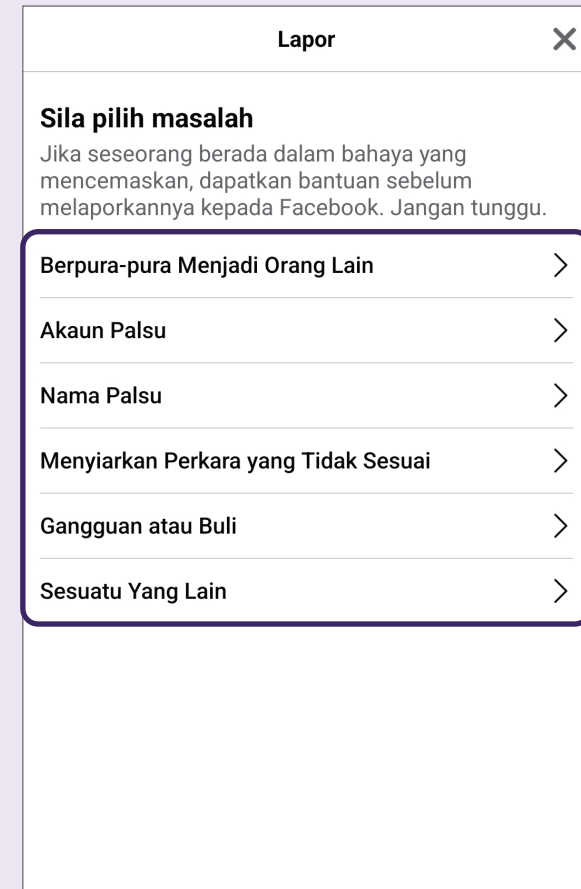 Lapor
Sila pilih masalah
Jika seseorang berada dalam bahaya yang
mencemaskan, dapatkan bantuan sebelum
melaporkannya kepada Facebook. Jangan tunggu.
Berpura-pura Menjadi Orang Lain
Akaun Palsu
Nama Palsu
Menyiarkan Perkara yang Tidak Sesuai
Gangguan atau Buli
Sesuatu Yang Lain